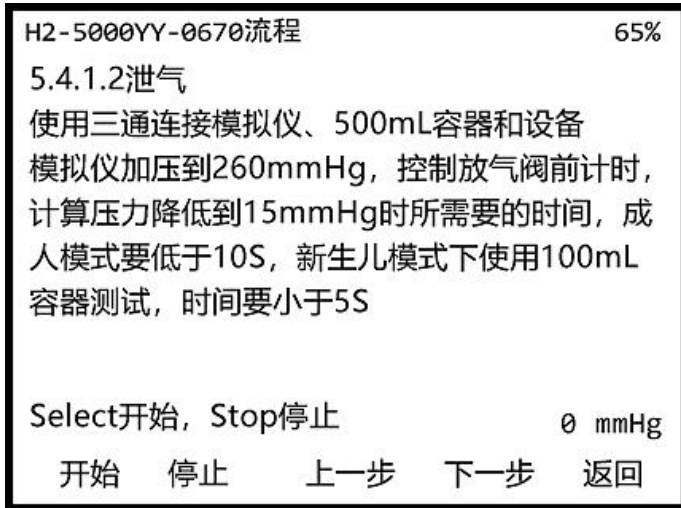 H2-5000YY-0670流程 65%
5.4.1.2泄气
使用三通连接模拟仪、500mL容器和设备
模拟仪加压到260mmHg，控制放气阀前计时，
计算压力降低到15mmHg时所需要的时间，成
人模式要低于10S，新生儿模式下使用100mL
容器测试，时间要小于5S
Select开始，Stop停止 0 mmHg
开始 停止 上一步 下一步 返回